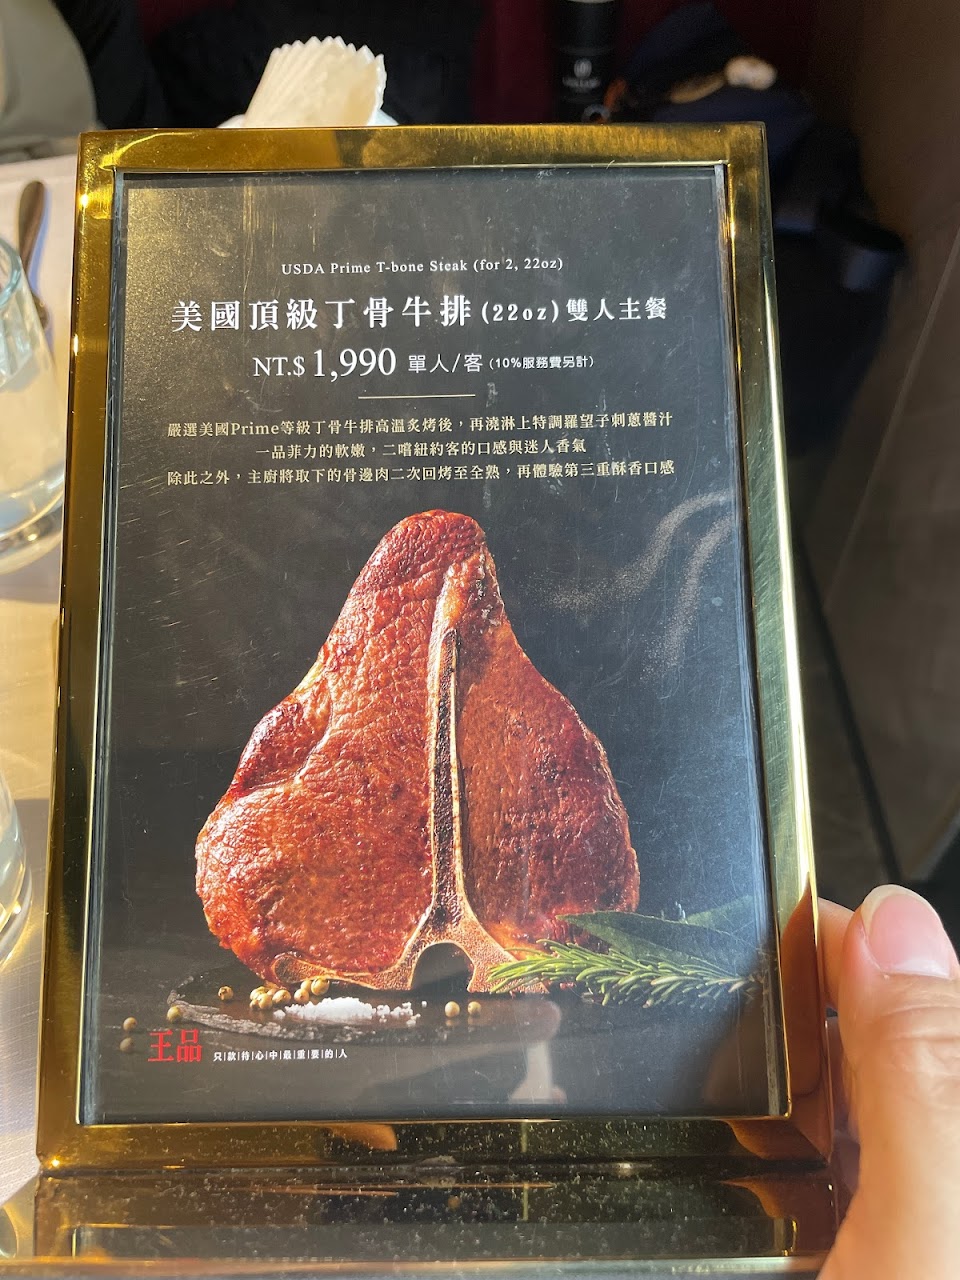 USDA Prime T-bone Steak (for 2, 22oz)
美國頂級丁骨牛排(22oz)雙人主餐
NT.$1,990 單人/客(10%服務費另計)
嚴選美國Prime等級丁骨牛排高溫炙烤後，再澆淋上特調羅望子刺蔥醬汁
一品菲力的軟嫩，二嚐紐約客的口感與迷人香氣
除此之外，主廚將取下的骨邊肉二次回烤至全熟，再體驗第三重酥香口感
王品 只|款|待|心|中|最|重|要|的|人